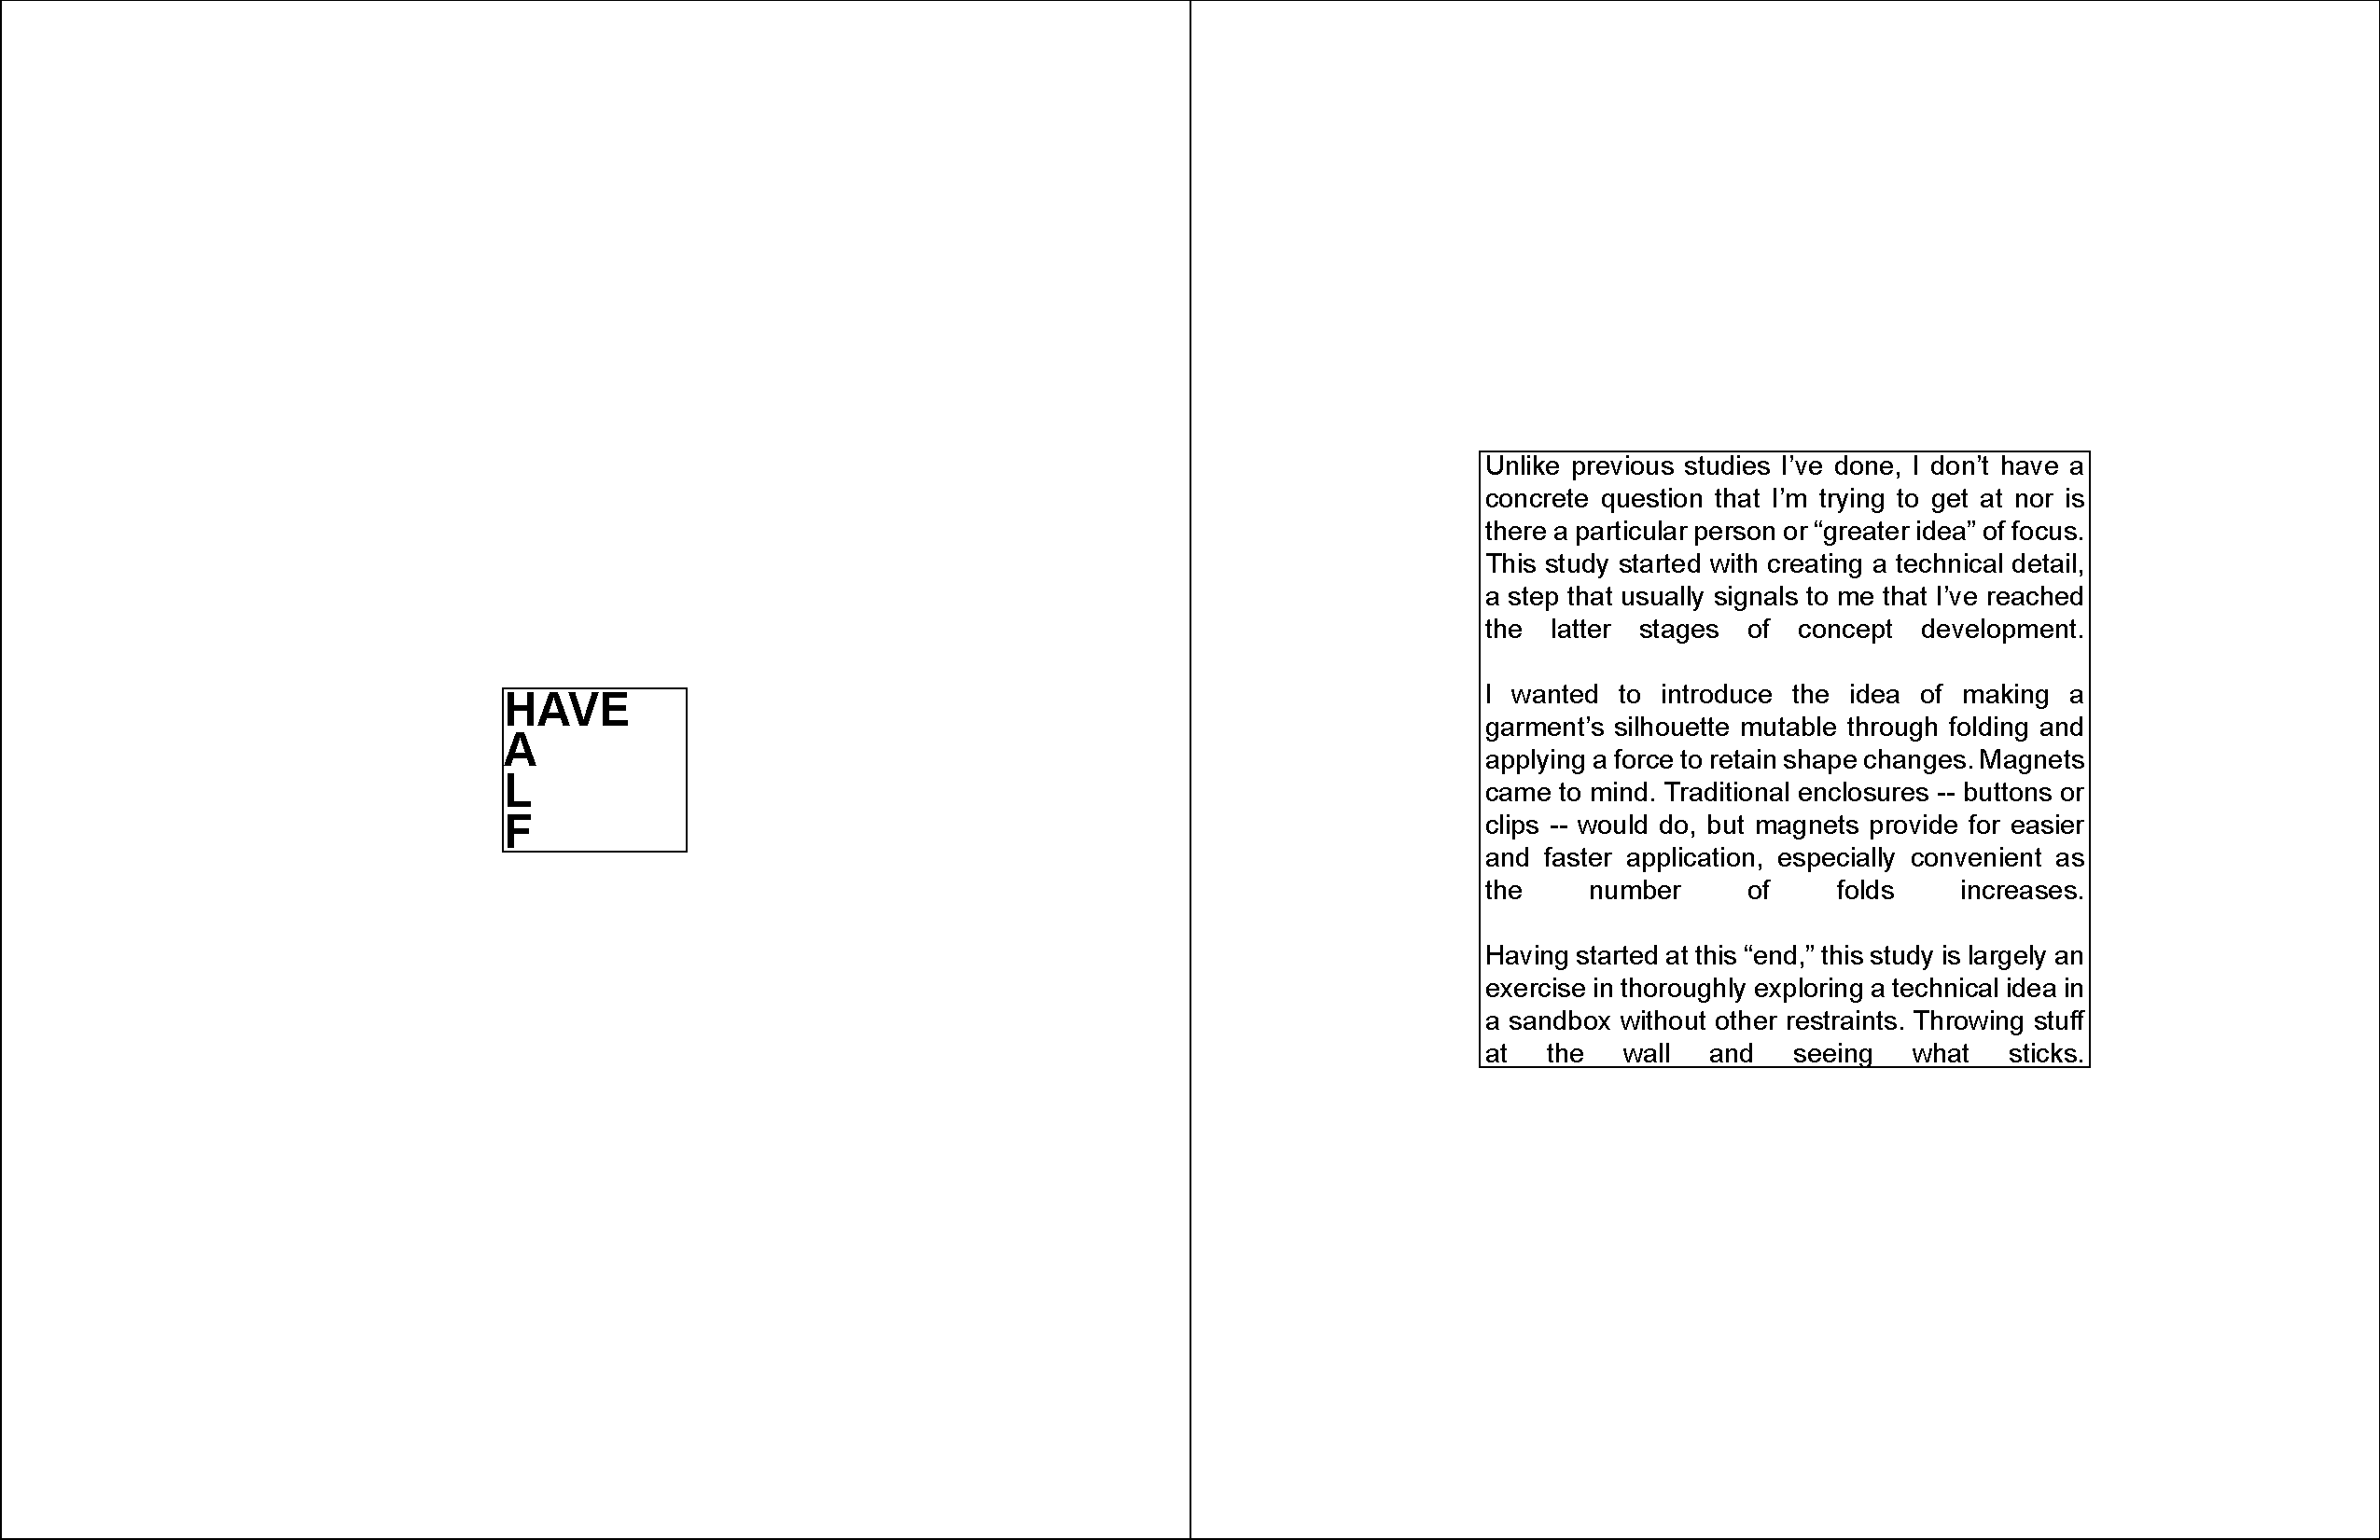 HAVE
A
L
F
Unlike previous studies I’ve done, I don’t have a
concrete question that I’m trying to get at nor is
there a particular person or “greater idea” of focus.
This study started with creating a technical detail,
a step that usually signals to me that I’ve reached
the latter stages of concept development.
I wanted to introduce the idea of making a
garment’s silhouette mutable through folding and
applying a force to retain shape changes. Magnets
came to mind. Traditional enclosures -- buttons or
clips -- would do, but magnets provide for easier
and faster application, especially convenient as
the number of folds increases.
Having started at this “end,” this study is largely an
exercise in thoroughly exploring a technical idea in
a sandbox without other restraints. Throwing stuff
at the wall and seeing what sticks.